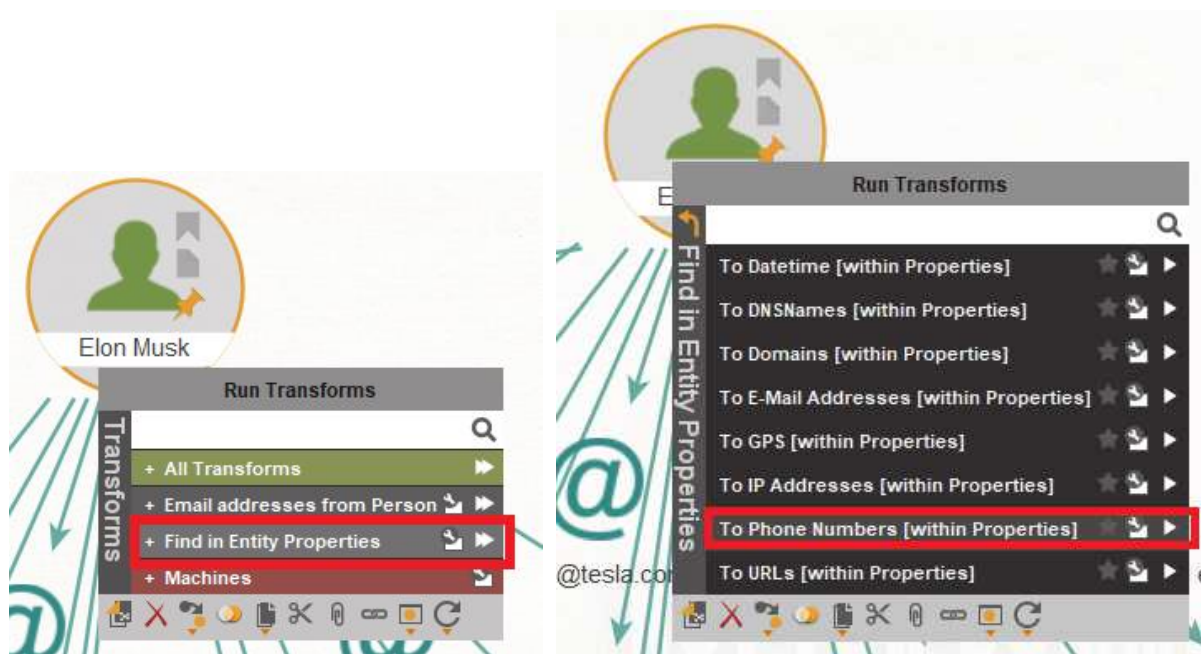 Elon Musk
Run Transforms
Transforms
+ All Transforms
+ Email addresses from Person
+ Find in Entity Properties
+ Machines
E
Run Transforms
Find in Entity Properties
To Datetime [within Properties]
To DNSNames [within Properties]
To Domains [within Properties]
To E-Mail Addresses [within Properties]
To GPS [within Properties]
To IP Addresses [within Properties]
To Phone Numbers [within Properties]
To URLs [within Properties]
@tesla.co